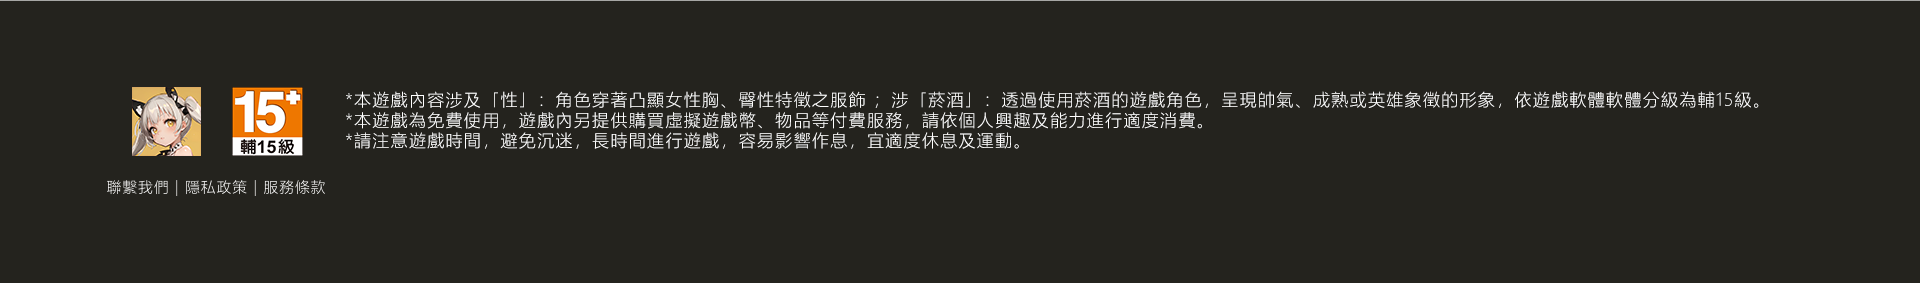 15+
輔15級
*本遊戲內容涉及「性」：角色穿著凸顯女性胸、臀性特徵之服飾；涉「菸酒」：透過使用菸酒的遊戲角色，呈現帥氣、成熟或英雄象徵的形象，依遊戲軟體軟體分級為輔15級。
*本遊戲為免費使用，遊戲內另提供購買虛擬遊戲幣、物品等付費服務，請依個人興趣及能力進行適度消費。
*請注意遊戲時間，避免沉迷，長時間進行遊戲，容易影響作息，宜適度休息及運動。
聯繫我們 | 隱私政策 | 服務條款